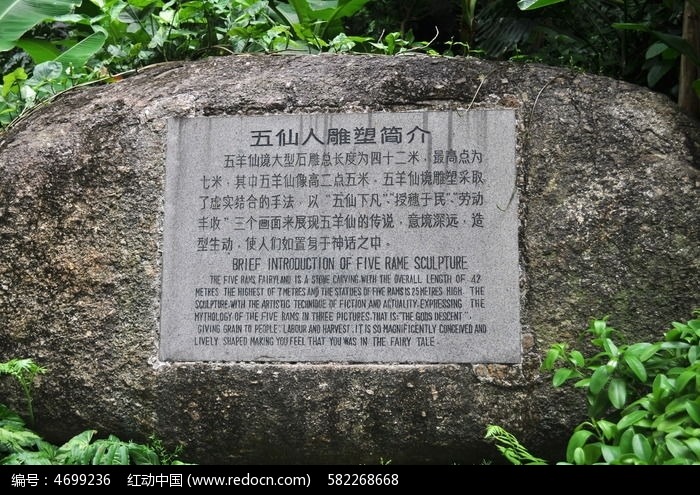 五仙人雕塑简介
五羊仙境大型石雕总长度为四十二米，最高点为
七米，其中五羊仙像高二点五米．五羊仙境雕塑采取
了虚实结合的手法，以“五仙下凡”“授穗于民”“劳动
丰收”三个画面来展现五羊仙的传说，意境深远，造
型生动，使人们如置身于神话之中．
BRIEF INTRODUCTION OF FIVE RAME SCULPTURE
THE FIVE RAMS FAIRYLAND IS A STONE CARVING WITH THE OVERALL LENGTH OF 42
METRES THE HIGHEST OF 7 METRES AND THE STATUES OF FIVE RAMS IS 25 METRES HIGH. THE
SCULPTURE WITH THE ARTISTIC TECNIQUE OF FICTION AND ACTUALITY. EXPRESSING THE
MYTHOLOGY OF THE FIVE RAMS IN THREE PICTURES. THAT IS: "THE GODS DESCENT".
GIVING GRAIN TO PEOPLE". "LABOUR AND HARVEST". IT IS SO MAGNIFICENTLY CONCEIVED AND
LIVELY SHAPED MAKING YOU FEEL THAT YOU WAS IN THE FAIRY TALE.
编号：4699236 红动中国 (www.redocn.com) 582268668